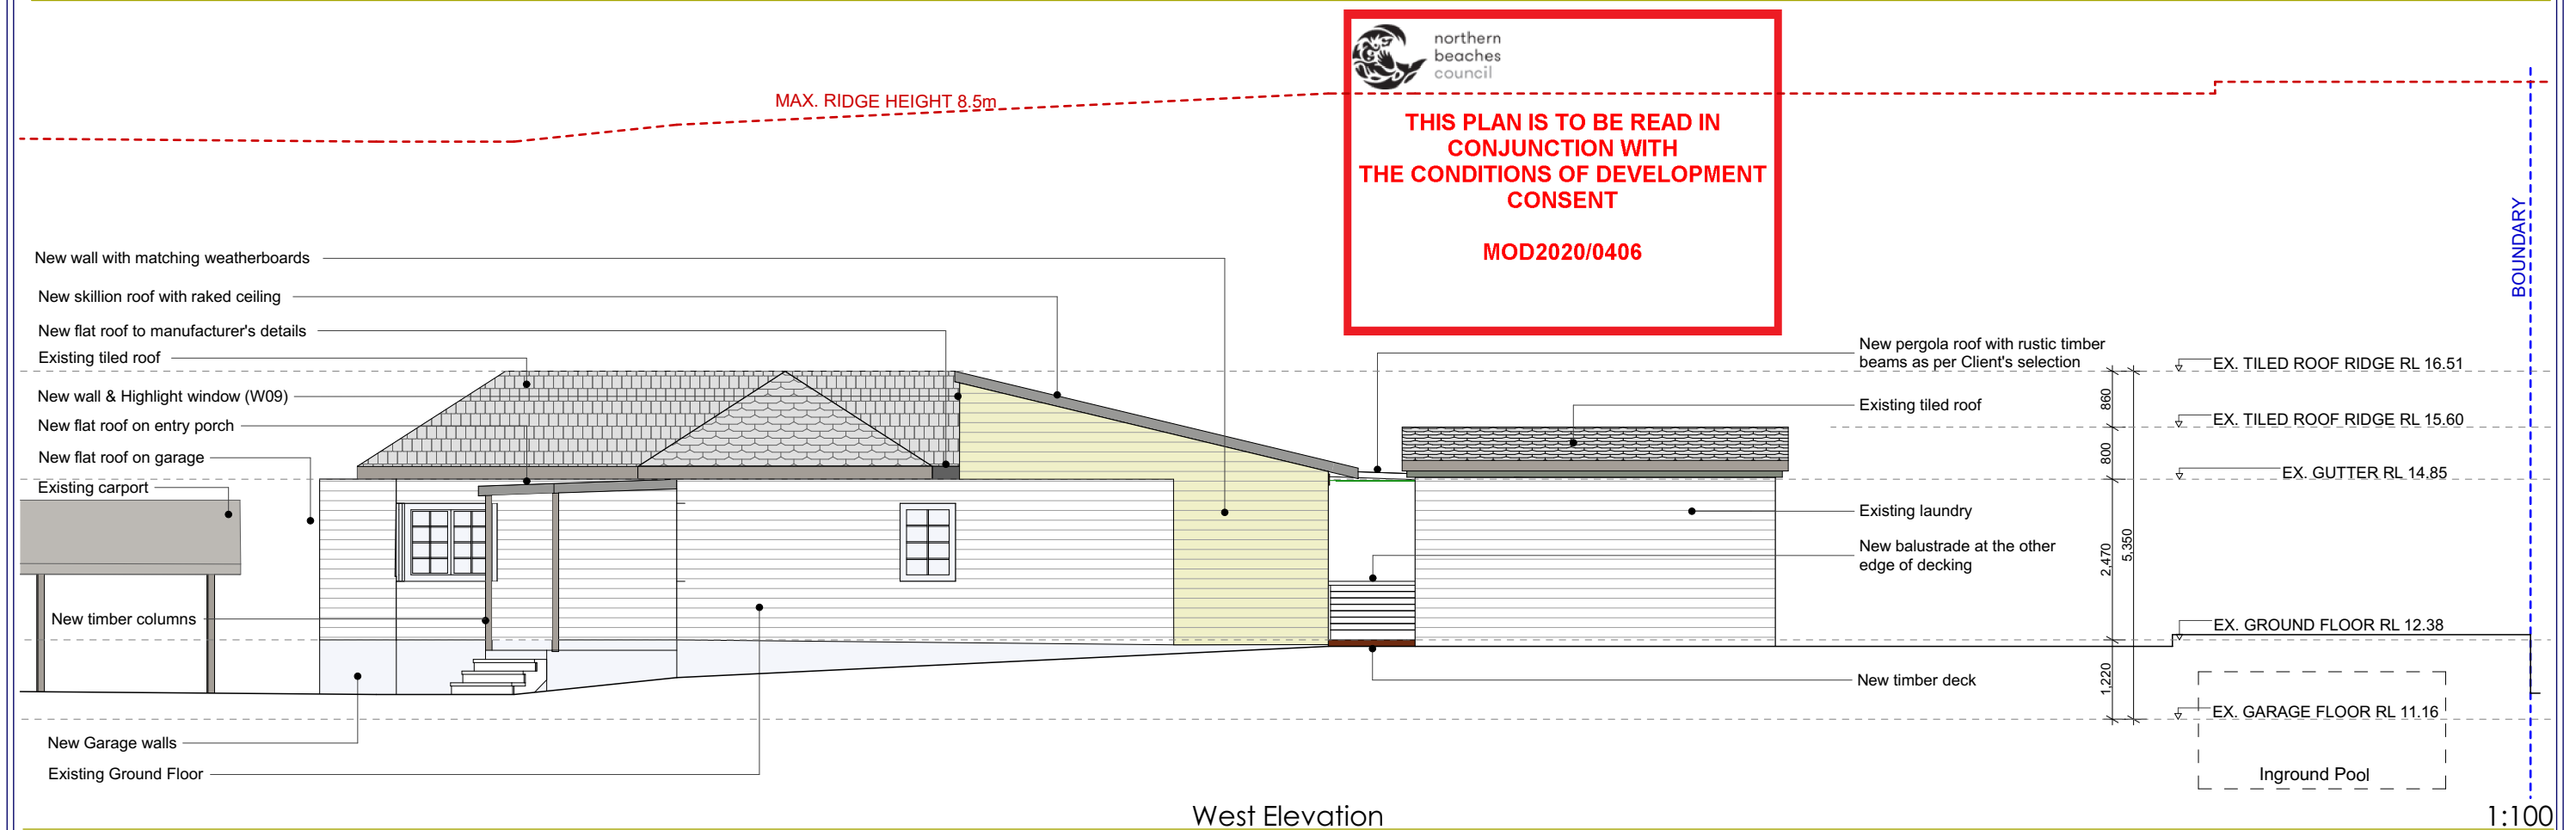 northern
beaches
council
MAX. RIDGE HEIGHT 8.5m
THIS PLAN IS TO BE READ IN
CONJUNCTION WITH
THE CONDITIONS OF DEVELOPMENT
CONSENT
MOD2020/0406
BOUNDARY
New wall with matching weatherboards
New skillion roof with raked ceiling
New flat roof to manufacturer's details
Existing tiled roof
New wall & Highlight window (W09)
New flat roof on entry porch
New flat roof on garage
Existing carport
New timber columns
New Garage walls
Existing Ground Floor
New pergola roof with rustic timber
beams as per Client's selection
Existing tiled roof
Existing laundry
New balustrade at the other
edge of decking
New timber deck
860
800
2,470
5,350
1,220
EX. TILED ROOF RIDGE RL 16.51
EX. TILED ROOF RIDGE RL 15.60
EX. GUTTER RL 14.85
EX. GROUND FLOOR RL 12.38
EX. GARAGE FLOOR RL 11.16
Inground Pool
West Elevation
1:100